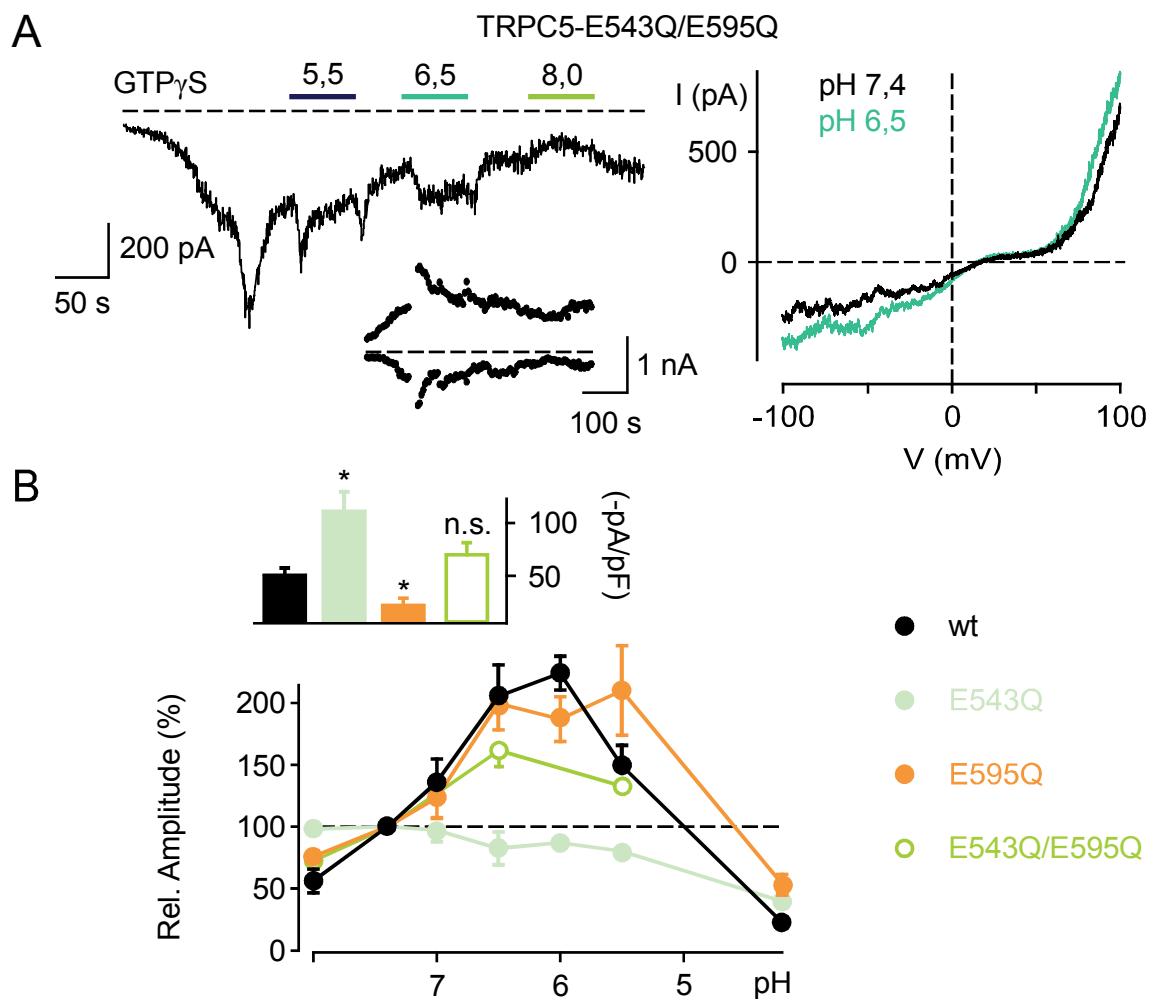 A
TRPC5-E543Q/E595Q
GTPγS
5,5
6,5
8,0
200 pA
50 s
1 nA
100 s
I (pA)
pH 7,4
pH 6,5
500
0
-100
0
100
V (mV)
B
*
*
n.s.
100
50
(-pA/pF)
Rel. Amplitude (%)
200
150
100
50
0
7
6
5
pH
wt
E543Q
E595Q
E543Q/E595Q